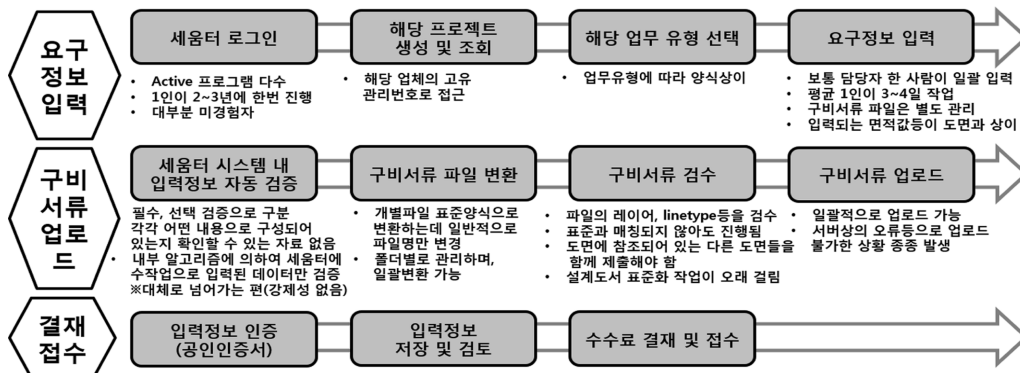 요구
정보
입력
세움터 로그인
• Active 프로그램 다수
• 1인이 2~3년에 한번 진행
• 대부분 미경험자
해당 프로젝트
생성 및 조회
• 해당 업체의 고유
관리번호로 접근
해당 업무 유형 선택
• 업무유형에 따라 양식상이
요구정보 입력
• 보통 담당자 한 사람이 일괄 입력
• 평균 1인이 3~4일 작업
• 구비서류 파일은 별도 관리
• 입력되는 면적값등이 도면과 상이
구비
서류
업로
드
세움터 시스템 내
입력정보 자동 검증
필수, 선택 검증으로 구분
각각 어떤 내용으로 구성되어
있는지 확인할 수 있는 자료 없음
• 내부 알고리즘에 의하여 세움터에
수작업으로 입력된 데이터만 검증
※대체로 넘어가는 편(강제성 없음)
구비서류 파일 변환
• 개별파일 표준양식으로
변환하는데 일반적으로
파일명만 변경
• 폴더별로 관리하며,
일괄변환 가능
구비서류 검수
• 파일의 레이어, linetype등을 검수
• 표준과 매칭되지 않아도 진행됨
• 도면에 참조되어 있는 다른 도면들을
함께 제출해야 함
• 설계도서 표준화 작업이 오래 걸림
구비서류 업로드
• 일괄적으로 업로드 가능
• 서버상의 오류등으로 업로드
불가한 상황 종종 발생
결재
접수
입력정보 인증
(공인인증서)
입력정보
저장 및 검토
수수료 결재 및 접수